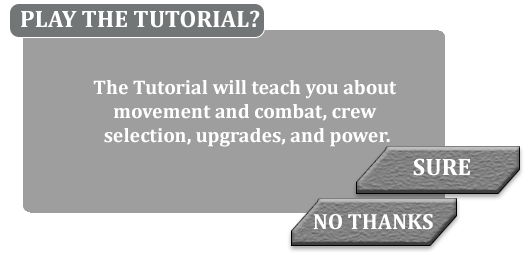 PLAY THE TUTORIAL?
The Tutorial will teach you about
movement and combat, crew
selection, upgrades, and power.
SURE
NO THANKS